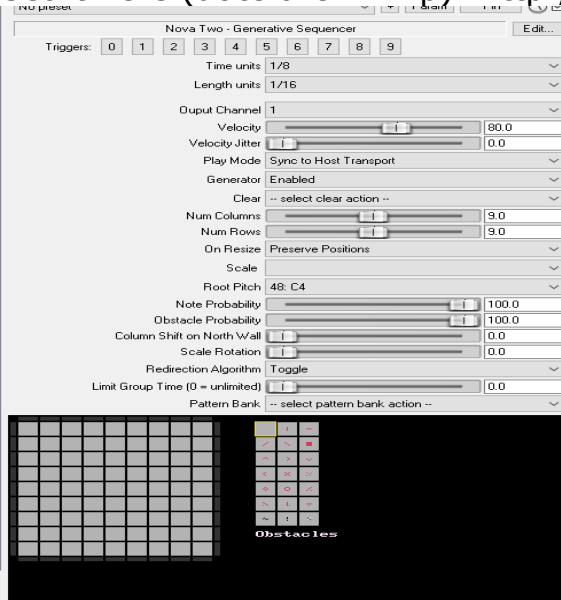 No preset
+ Param
Nova Two - Generative Sequencer Edit...
Triggers: 0 1 2 3 4 5 6 7 8 9
Time units 1/8
Length units 1/16
Ouput Channel 1
Velocity 80.0
Velocity Jitter 0.0
Play Mode Sync to Host Transport
Generator Enabled
Clear -- select clear action --
Num Columns 9.0
Num Rows 9.0
On Resize Preserve Positions
Scale
Root Pitch 48: C4
Note Probability 100.0
Obstacle Probability 100.0
Column Shift on North Wall 0.0
Scale Rotation 0.0
Redirection Algorithm Toggle
Limit Group Time (0 = unlimited) 0.0
Pattern Bank -- select pattern bank action --
Obstacles